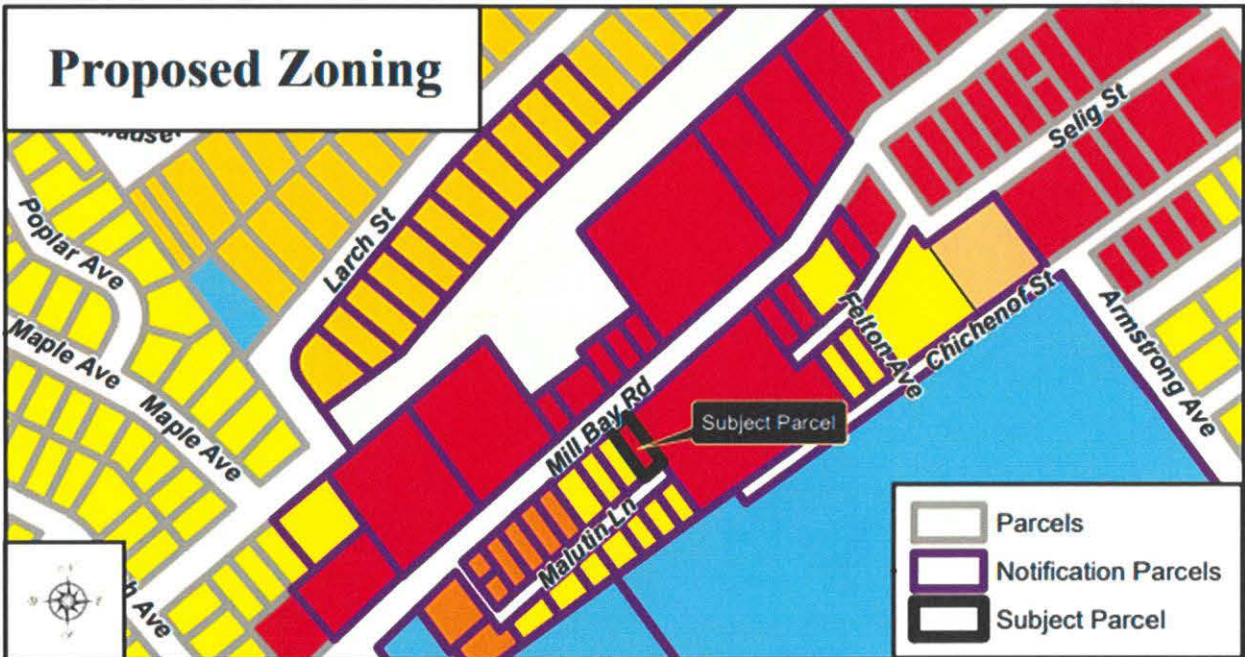 Proposed Zoning
Poplar Ave
Larch St
Selig St
Maple Ave
Maple Ave
Mill Bay Rd
Felton Ave
Chichenof St
Armstrong Ave
Subject Parcel
Malutin Ln
Parcels
Notification Parcels
Subject Parcel
Ave